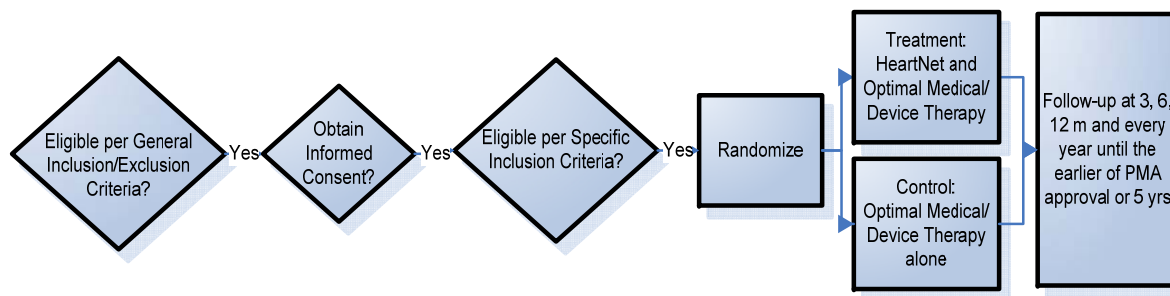 Eligible per General
Inclusion/Exclusion
Criteria?
Yes
Obtain
Informed
Consent?
Yes
Eligible per Specific
Inclusion Criteria?
Yes
Randomize
Treatment:
HeartNet and
Optimal Medical/
Device Therapy
Control:
Optimal Medical/
Device Therapy
alone
Follow-up at 3, 6,
12 m and every
year until the
earlier of PMA
approval or 5 yrs